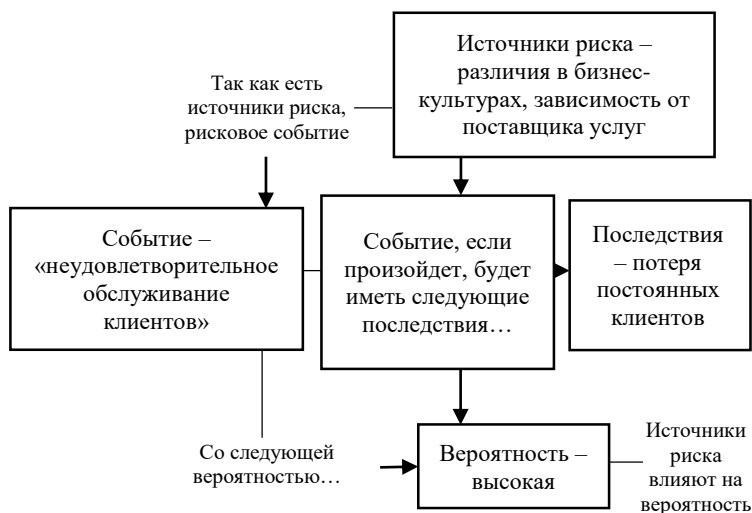 Источники риска –
различия в бизнес-
культурах, зависимость от
поставщика услуг
Так как есть
источники риска,
рисковое событие
Событие –
«неудовлетворительное
обслуживание
клиентов»
Событие, если
произойдет, будет
иметь следующие
последствия…
Последствия
– потеря
постоянных
клиентов
Со следующей
вероятностью…
Вероятность –
высокая
Источники
риска
влияют на
вероятность